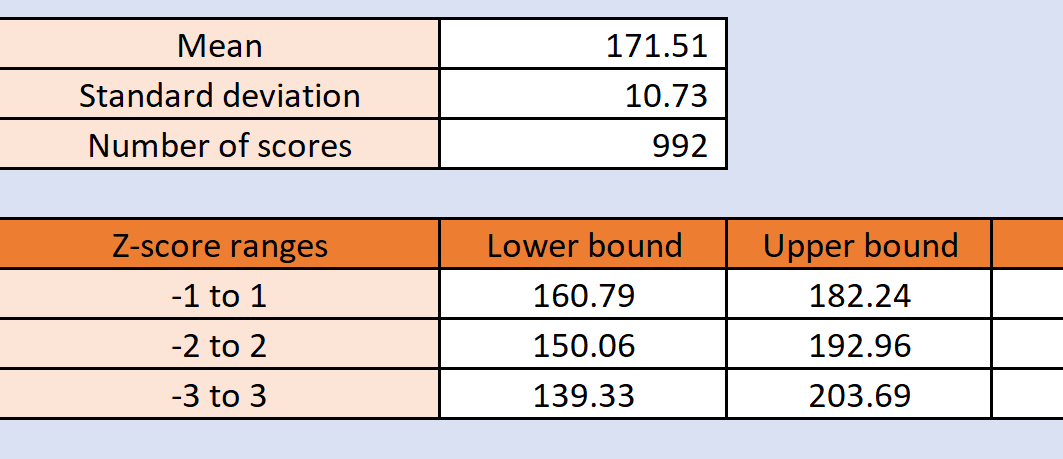 Mean 171.51
Standard deviation 10.73
Number of scores 992
Z-score ranges Lower bound Upper bound
-1 to 1 160.79 182.24
-2 to 2 150.06 192.96
-3 to 3 139.33 203.69